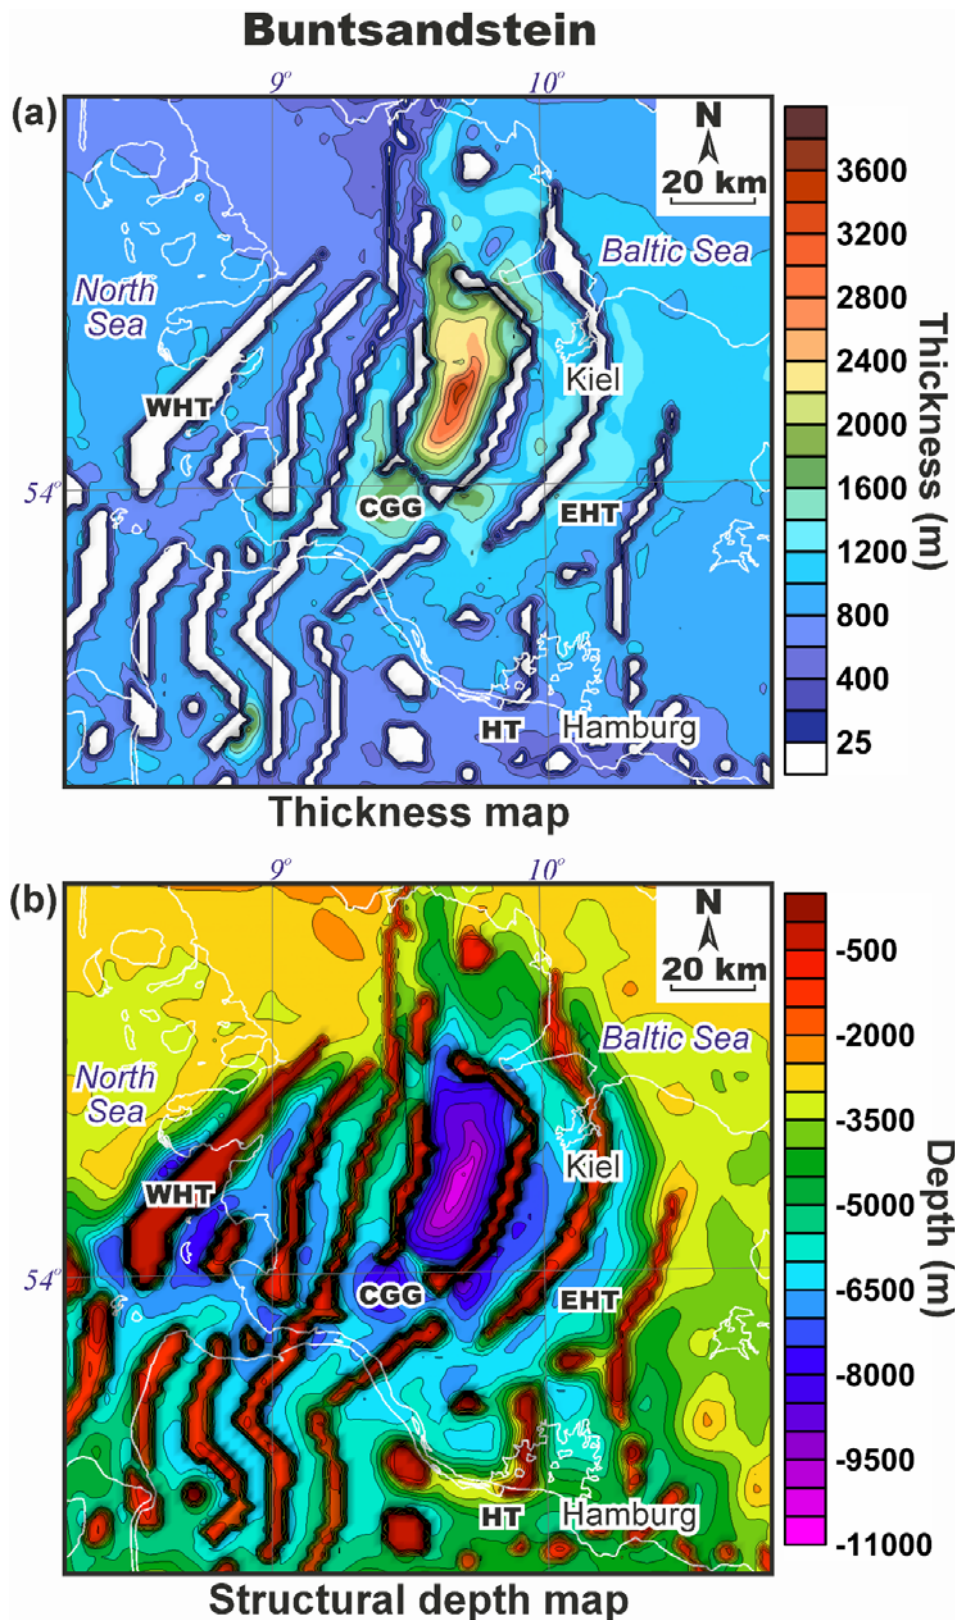 Buntsandstein
9° 10°
(a)
N
20 km
Baltic Sea
North
Sea
Kiel
WHT
54°
CGG
EHT
HT
Hamburg
3600
3200
2800
2400
2000
1600
1200
800
400
25
Thickness (m)
Thickness map
9° 10°
(b)
N
20 km
Baltic Sea
North
Sea
Kiel
WHT
54°
CGG
EHT
HT
Hamburg
-500
-2000
-3500
-5000
-6500
-8000
-9500
-11000
Depth (m)
Structural depth map